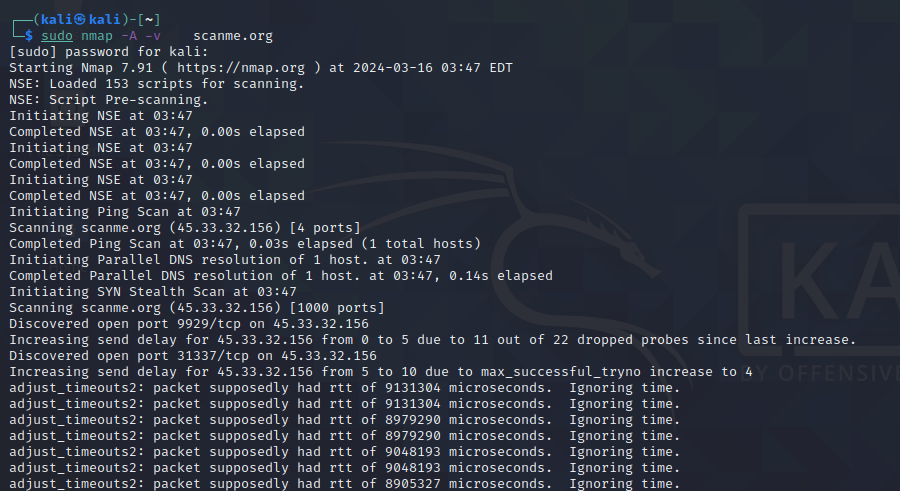 ┌──(kali㉿kali)-[~]
└─$ sudo nmap -A -v    scanme.org
[sudo] password for kali:
Starting Nmap 7.91 ( https://nmap.org ) at 2024-03-16 03:47 EDT
NSE: Loaded 153 scripts for scanning.
NSE: Script Pre-scanning.
Initiating NSE at 03:47
Completed NSE at 03:47, 0.00s elapsed
Initiating NSE at 03:47
Completed NSE at 03:47, 0.00s elapsed
Initiating NSE at 03:47
Completed NSE at 03:47, 0.00s elapsed
Initiating Ping Scan at 03:47
Scanning scanme.org (45.33.32.156) [4 ports]
Completed Ping Scan at 03:47, 0.03s elapsed (1 total hosts)
Initiating Parallel DNS resolution of 1 host. at 03:47
Completed Parallel DNS resolution of 1 host. at 03:47, 0.14s elapsed
Initiating SYN Stealth Scan at 03:47
Scanning scanme.org (45.33.32.156) [1000 ports]
Discovered open port 9929/tcp on 45.33.32.156
Increasing send delay for 45.33.32.156 from 0 to 5 due to 11 out of 22 dropped probes since last increase.
Discovered open port 31337/tcp on 45.33.32.156
Increasing send delay for 45.33.32.156 from 5 to 10 due to max_successful_tryno increase to 4
adjust_timeouts2: packet supposedly had rtt of 9131304 microseconds.  Ignoring time.
adjust_timeouts2: packet supposedly had rtt of 9131304 microseconds.  Ignoring time.
adjust_timeouts2: packet supposedly had rtt of 8979290 microseconds.  Ignoring time.
adjust_timeouts2: packet supposedly had rtt of 8979290 microseconds.  Ignoring time.
adjust_timeouts2: packet supposedly had rtt of 9048193 microseconds.  Ignoring time.
adjust_timeouts2: packet supposedly had rtt of 9048193 microseconds.  Ignoring time.
adjust_timeouts2: packet supposedly had rtt of 8905327 microseconds.  Ignoring time.
KA
BY OFFENSIVE